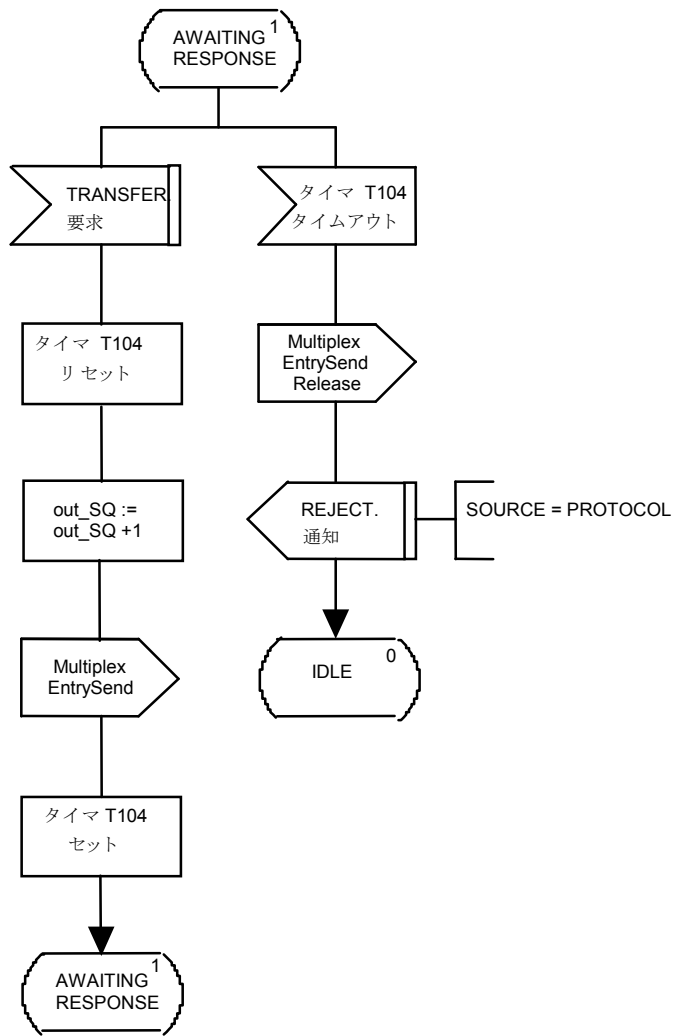 AWAITING 1
RESPONSE
TRANSFER.
要求
タイマ T104
タイムアウト
タイマ T104
リセット
Multiplex
EntrySend
Release
out_SQ :=
out_SQ +1
REJECT.
通知
SOURCE = PROTOCOL
Multiplex
EntrySend
IDLE 0
タイマ T104
セット
AWAITING 1
RESPONSE